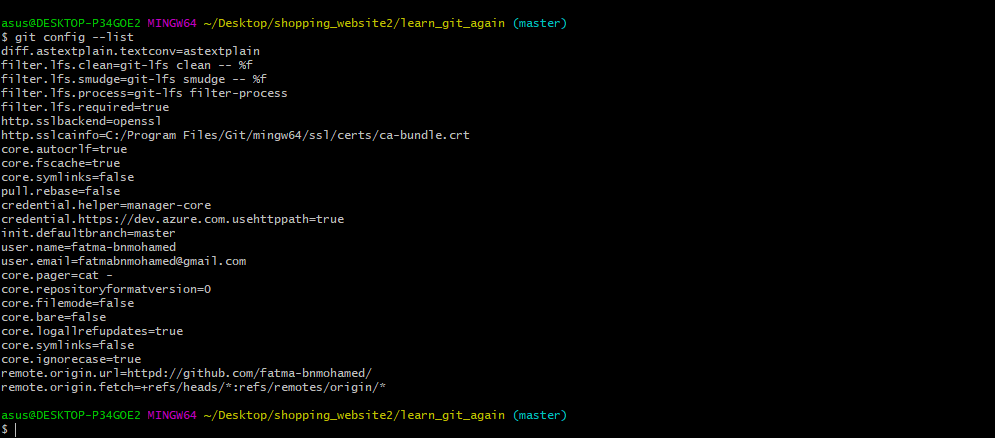 asus@DESKTOP-P34GOE2 MINGW64 ~/Desktop/shopping_website2/learn_git_again (master)
$ git config --list
diff.astextplain.textconv=astextplain
filter.lfs.clean=git-lfs clean -- %f
filter.lfs.smudge=git-lfs smudge -- %f
filter.lfs.process=git-lfs filter-process
filter.lfs.required=true
http.sslbackend=openssl
http.sslcainfo=C:/Program Files/Git/mingw64/ssl/certs/ca-bundle.crt
core.autocrlf=true
core.fscache=true
core.symlinks=false
pull.rebase=false
credential.helper=manager-core
credential.https://dev.azure.com.usehttppath=true
init.defaultbranch=master
user.name=fatma-bnmohamed
user.email=fatmabnmohamed@gmail.com
core.pager=cat -
core.repositoryformatversion=0
core.filemode=false
core.bare=false
core.logallrefupdates=true
core.symlinks=false
core.ignorecase=true
remote.origin.url=httpd://github.com/fatma-bnmohamed/
remote.origin.fetch=+refs/heads/*:refs/remotes/origin/*
asus@DESKTOP-P34GOE2 MINGW64 ~/Desktop/shopping_website2/learn_git_again (master)
$